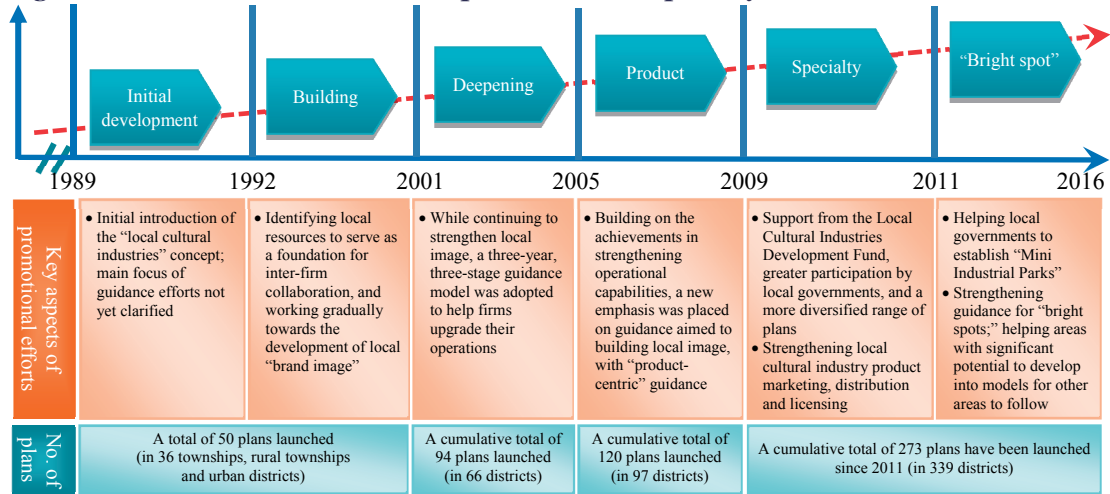 Initial
development
Building
Deepening
Product
Specialty
“Bright spot”
1989
1992
2001
2005
2009
2011
2016
Key aspects of
promotional efforts
• Initial introduction of
the “local cultural
industries” concept;
main focus of
guidance efforts not
yet clarified
• Identifying local
resources to serve as
a foundation for
inter-firm
collaboration, and
working gradually
towards the
development of local
“brand image”
• While continuing to
strengthen local
image, a three-year,
three-stage guidance
model was adopted
to help firms
upgrade their
operations
• Building on the
achievements in
strengthening
operational
capabilities, a new
emphasis was placed
on guidance aimed to
building local image,
with “product-
centric” guidance
• Support from the Local
Cultural Industries
Development Fund,
greater participation by
local governments, and a
more diversified range of
plans
• Strengthening local
cultural industry product
marketing, distribution
and licensing
• Helping local
governments to
establish “Mini
Industrial Parks”
• Strengthening
guidance for “bright
spots;” helping areas
with significant
potential to develop
into models for other
areas to follow
No. of
plans
A total of 50 plans launched
(in 36 townships, rural townships
and urban districts)
A cumulative total of
94 plans launched
(in 66 districts)
A cumulative total of
120 plans launched
(in 97 districts)
A cumulative total of 273 plans have been launched
since 2011 (in 339 districts)